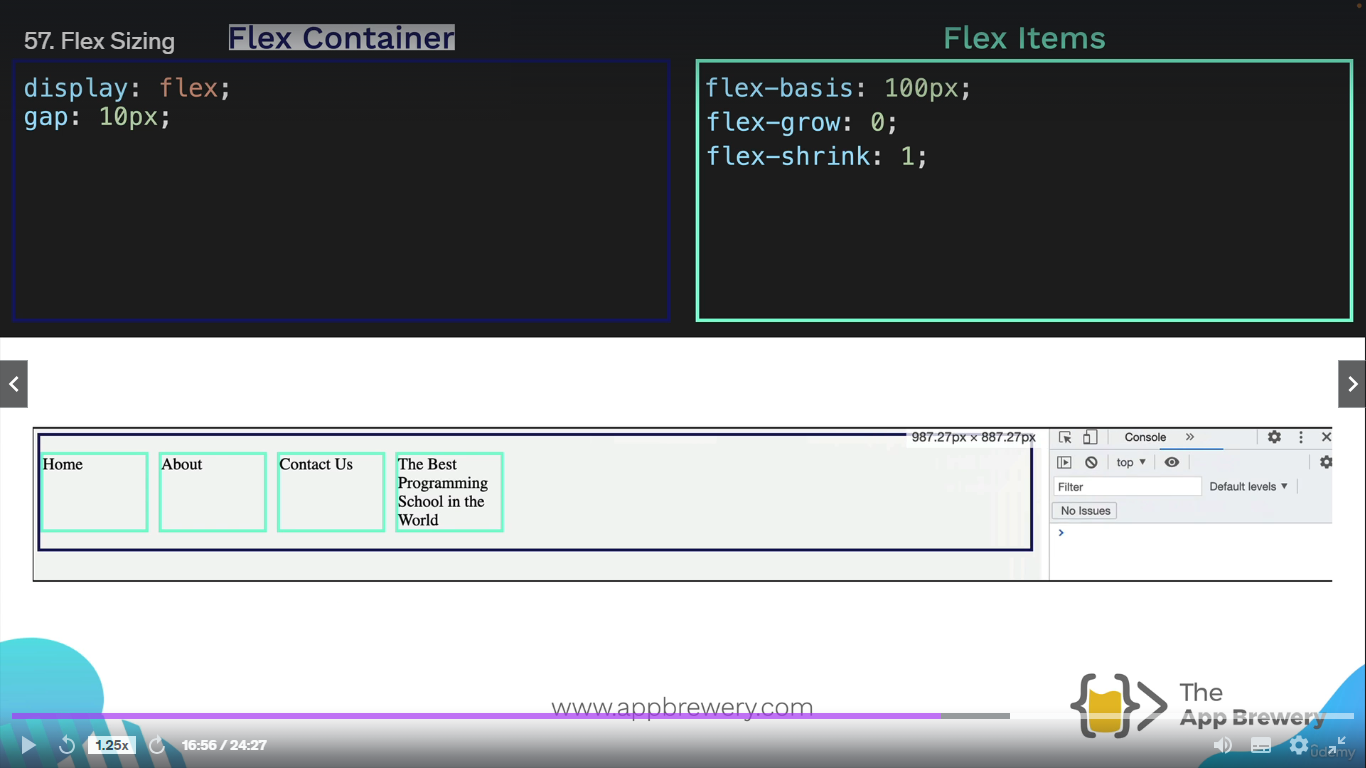 57. Flex Sizing
Flex Container
Flex Items
display: flex;
gap: 10px;
flex-basis: 100px;
flex-grow: 0;
flex-shrink: 1;
987.27px × 887.27px
Console »
Home
About
Contact Us
The Best
Programming
School in the
World
top ▼
Filter
Default levels ▼
No Issues
>
www.appbrewery.com
The
App Brewery
1.25x
16:56 / 24:27
ûdemy